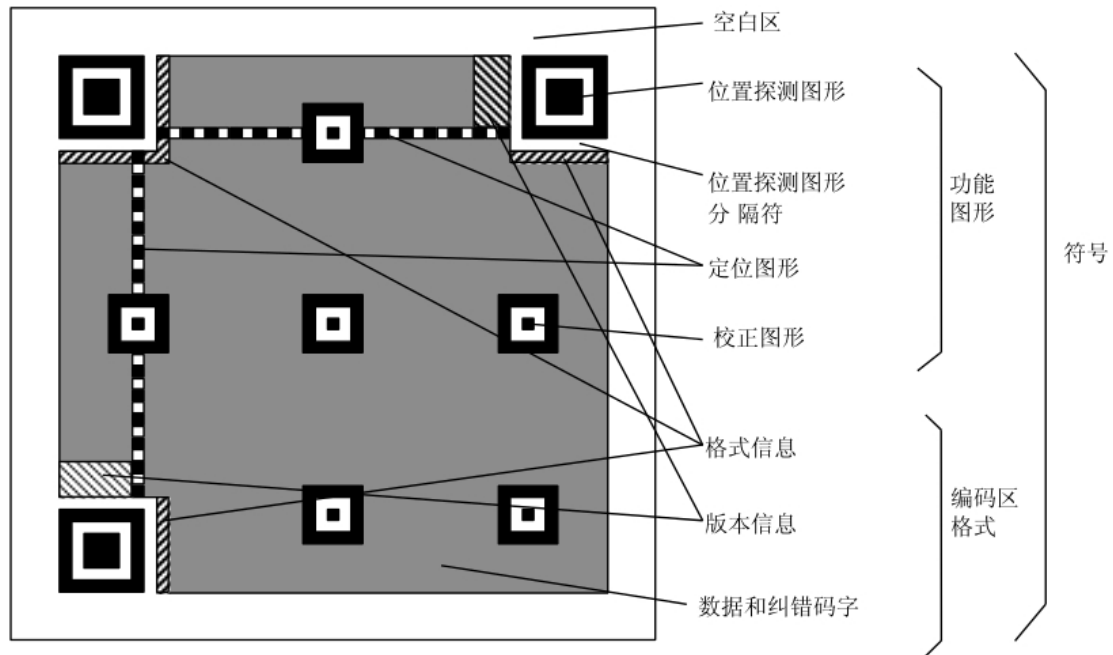 空白区
位置探测图形
位置探测图形
分 隔符
定位图形
校正图形
功能
图形
符号
格式信息
版本信息
编码区
格式
数据和纠错码字